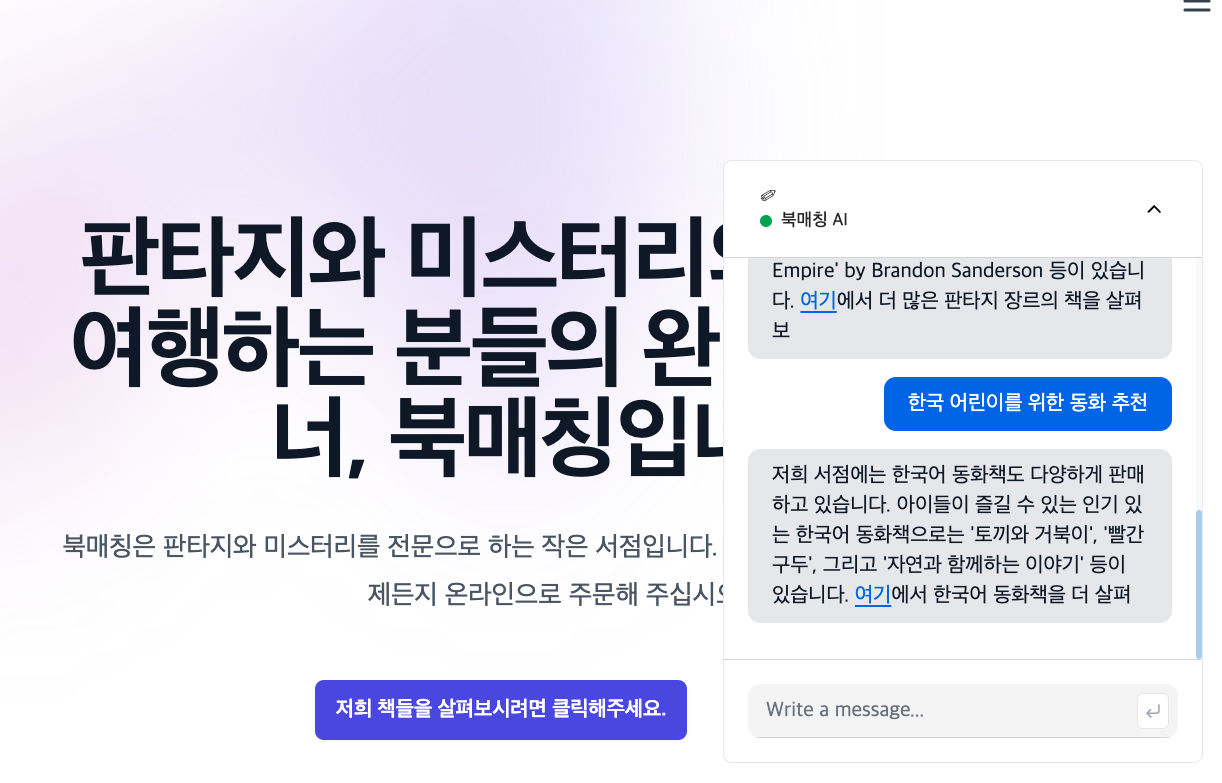 판타지와 미스터리의
여행하는 분들의 완
너, 북매칭입니
북매칭은 판타지와 미스터리를 전문으로 하는 작은 서점입니다.
제든지 온라인으로 주문해 주십시오
저희 책들을 살펴보시려면 클릭해주세요.
북매칭 AI
Empire' by Brandon Sanderson 등이 있습니
다. 여기에서 더 많은 판타지 장르의 책을 살펴
보
한국 어린이를 위한 동화 추천
저희 서점에는 한국어 동화책도 다양하게 판매
하고 있습니다. 아이들이 즐길 수 있는 인기 있
는 한국어 동화책으로는 '토끼와 거북이', '빨간
구두', 그리고 '자연과 함께하는 이야기' 등이
있습니다. 여기에서 한국어 동화책을 더 살펴
Write a message...